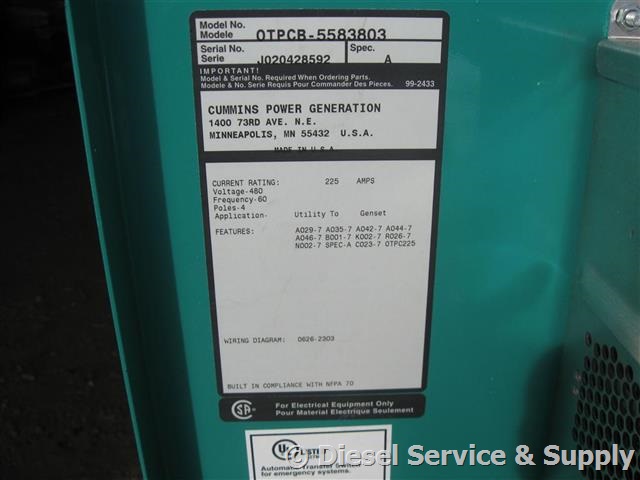 Model No.
Modele OTPCB-5583803
Serial No. Spec.
Serie J020428592 A
IMPORTANT!
Model & Serial No. Required When Ordering Parts.
Modele & No. Serie Requis Pour Commander Des Pieces. 99-2433
CUMMINS POWER GENERATION
1400 73RD AVE. N.E.
MINNEAPOLIS, MN 55432 U.S.A.
MADE IN U.S.A.
CURRENT RATING: 225 AMPS
Voltage-480
Frequency-60
Poles-4
Application- Utility To Genset
FEATURES: A029-7 A035-7 A042-7 A044-7
A046-7 B001-7 K002-7 R026-7
N002-7 SPEC-A C023-7 OTPC225
WIRING DIAGRAM: 0626-2303
BUILT IN COMPLIANCE WITH NFPA 70
SA For Electrical Equipment Only
Pour Material Electrique Seulement
UL LISTED
Automatic Transfer Switch
for emergency systems.
© Diesel Service & Supply